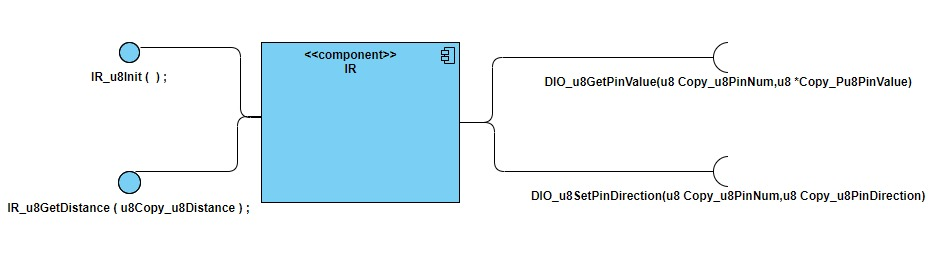 <<component>>
IR
IR_u8Init (  ) ;
DIO_u8GetPinValue(u8 Copy_u8PinNum,u8 *Copy_Pu8PinValue)
IR_u8GetDistance ( u8Copy_u8Distance ) ;
DIO_u8SetPinDirection(u8 Copy_u8PinNum,u8 Copy_u8PinDirection)